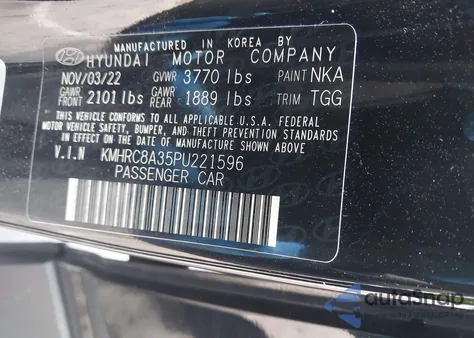 MANUFACTURED IN KOREA BY
HYUNDAI MOTOR COMPANY
NOV/03/22 GVWR 3770 lbs PAINT NKA
GAWR FRONT 2101 lbs GAWR REAR 1889 lbs TRIM TGG
THIS VEHICLE CONFORMS TO ALL APPLICABLE U.S.A. FEDERAL
MOTOR VEHICLE SAFETY, BUMPER, AND THEFT PREVENTION STANDARDS
IN EFFECT ON THE DATE OF MANUFACTURE SHOWN ABOVE.
V.I.N KMHRC8A35PU221596
PASSENGER CAR
autoSnap